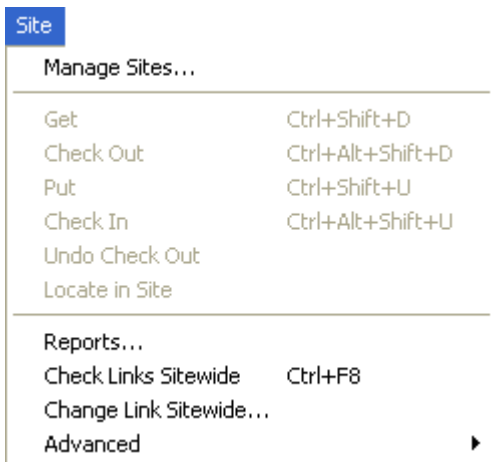 Site
Manage Sites...
Get Ctrl+Shift+D
Check Out Ctrl+Alt+Shift+D
Put Ctrl+Shift+U
Check In Ctrl+Alt+Shift+U
Undo Check Out
Locate in Site
Reports...
Check Links Sitewide Ctrl+F8
Change Link Sitewide...
Advanced